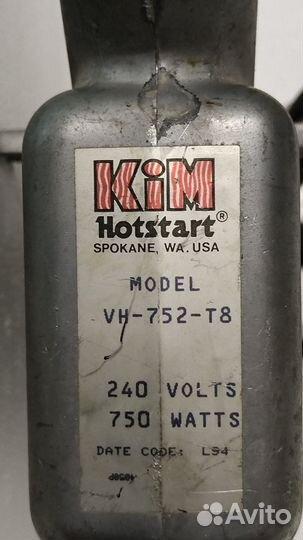 KiM
Hotstart®
SPOKANE, WA. USA
MODEL
VH-752-T8
240 VOLTS
750 WATTS
DATE CODE: L94
Avito